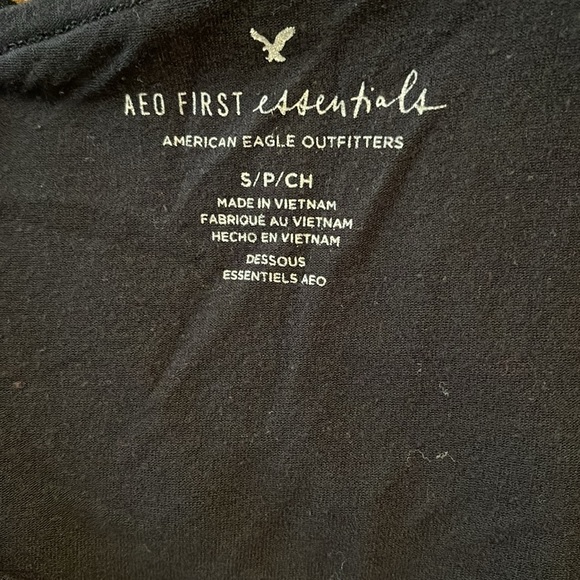 AEO FIRST essentials
AMERICAN EAGLE OUTFITTERS
S/P/CH
MADE IN VIETNAM
FABRIQUÉ AU VIETNAM
HECHO EN VIETNAM
DESSOUS
ESSENTIELS AEO